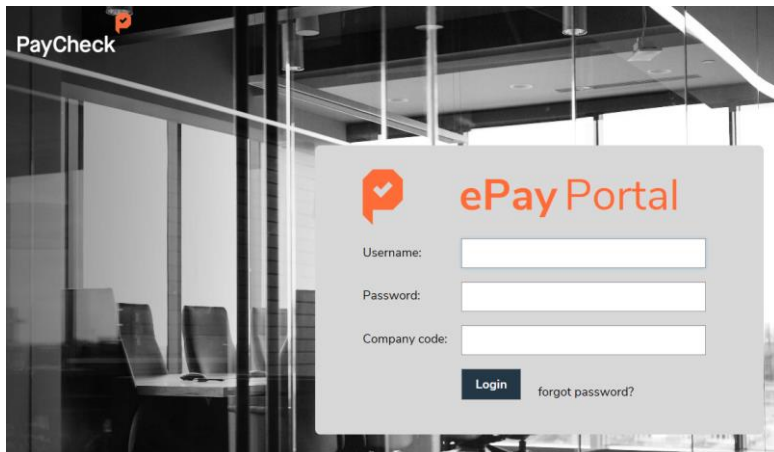 PayCheck
ePay Portal
Username:
Password:
Company code:
Login forgot password?